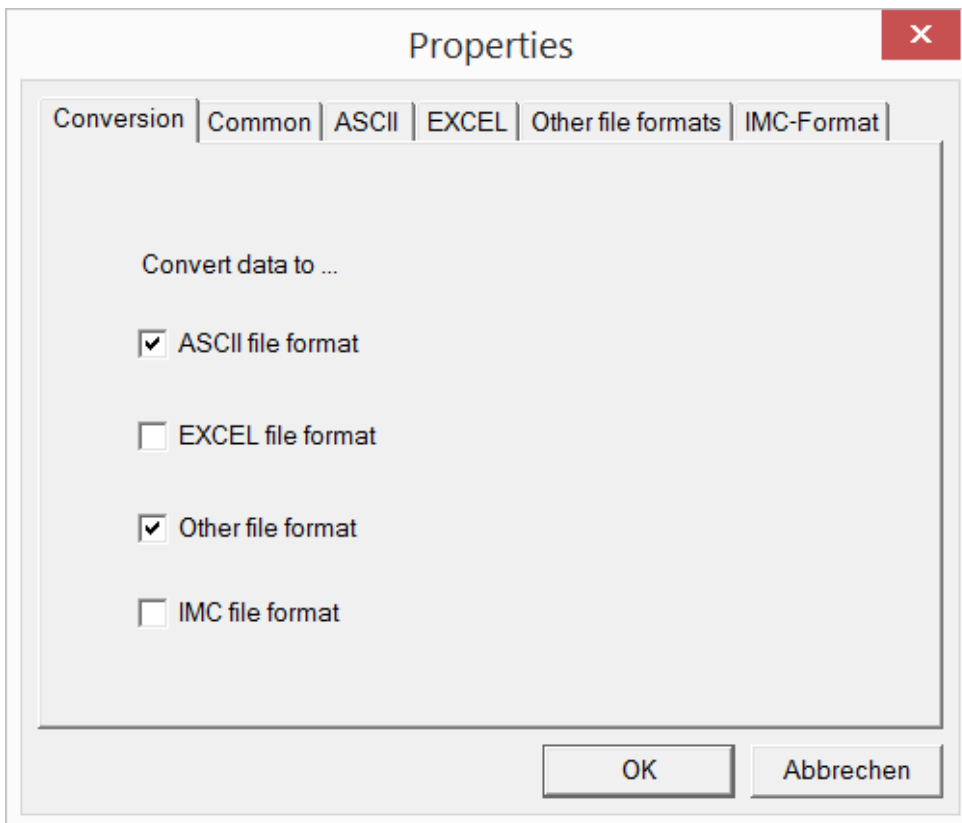 Properties
Conversion Common ASCII EXCEL Other file formats IMC-Format
Convert data to ...
ASCII file format
EXCEL file format
Other file format
IMC file format
OK Abbrechen